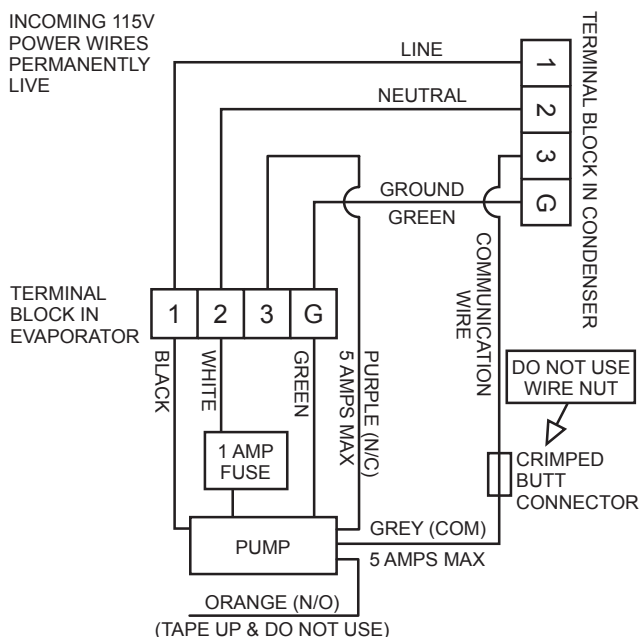 INCOMING 115V
POWER WIRES
PERMANENTLY
LIVE
LINE
NEUTRAL
GROUND
GREEN
1
2
3
G
TERMINAL BLOCK IN CONDENSER
TERMINAL
BLOCK IN
EVAPORATOR
1 2 3 G
BLACK
WHITE
GREEN
PURPLE (N/C)
5 AMPS MAX
COMMUNICATION
WIRE
DO NOT USE
WIRE NUT
CRIMPED
BUTT
CONNECTOR
1 AMP
FUSE
PUMP
GREY (COM)
5 AMPS MAX
ORANGE (N/O)
(TAPE UP & DO NOT USE)